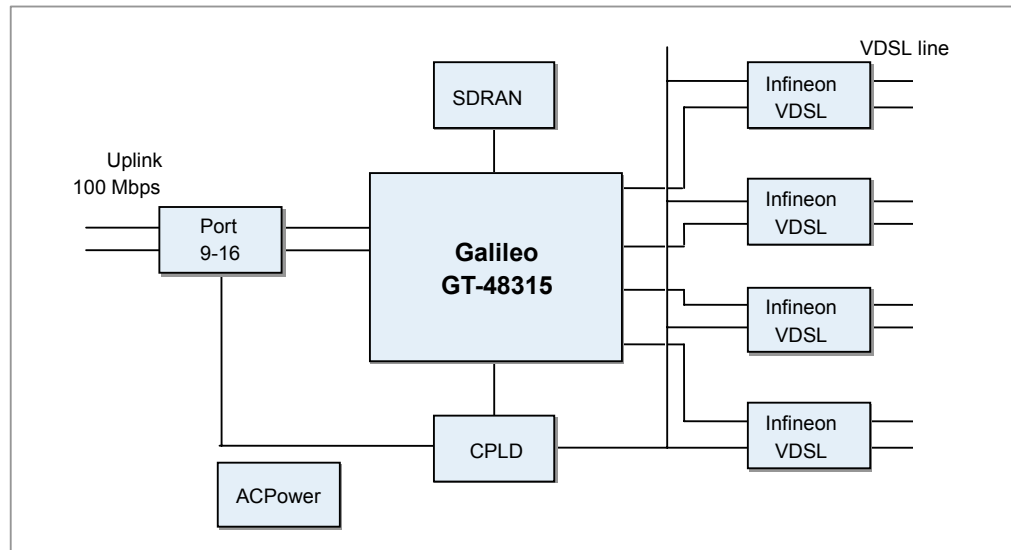 VDSL line
Infineon
VDSL
SDRAN
Uplink
100 Mbps
Infineon
VDSL
Port
9-16
Galileo
GT-48315
Infineon
VDSL
Infineon
VDSL
CPLD
ACPower